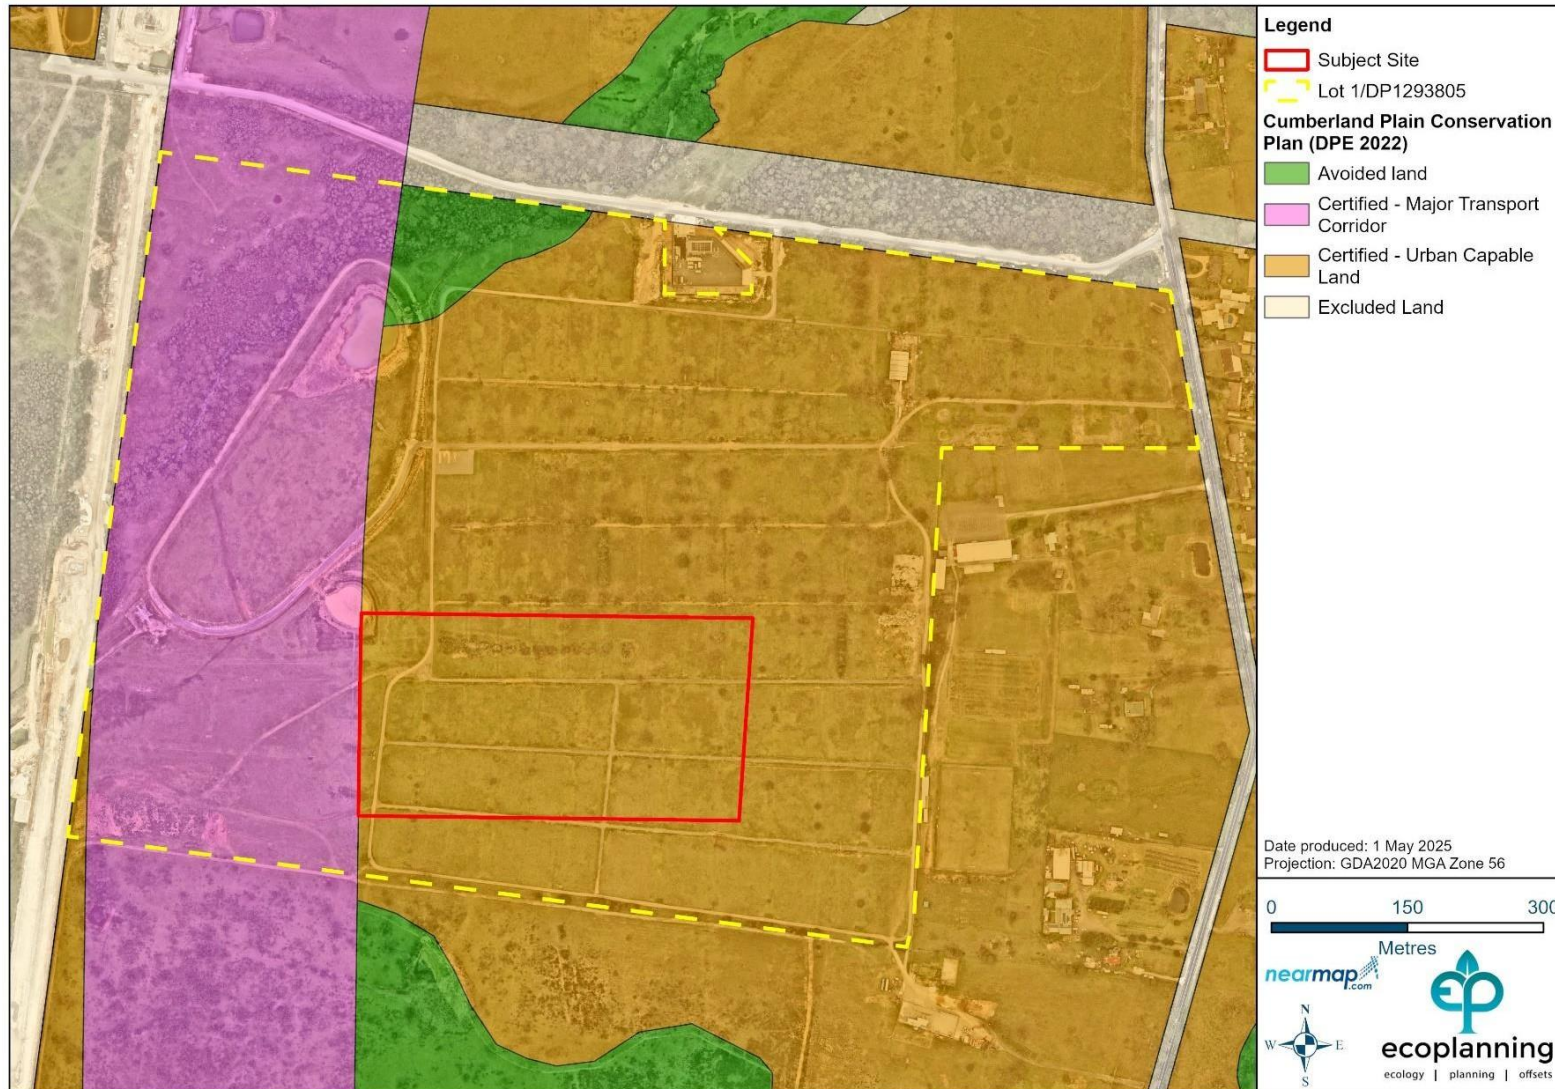 Legend
Subject Site
Lot 1/DP1293805
Cumberland Plain Conservation
Plan (DPE 2022)
Avoided land
Certified - Major Transport
Corridor
Certified - Urban Capable
Land
Excluded Land
Date produced: 1 May 2025
Projection: GDA2020 MGA Zone 56
0 150 300
Metres
nearmap.com
N
W E
S
ep
ecoplanning
ecology | planning | offsets